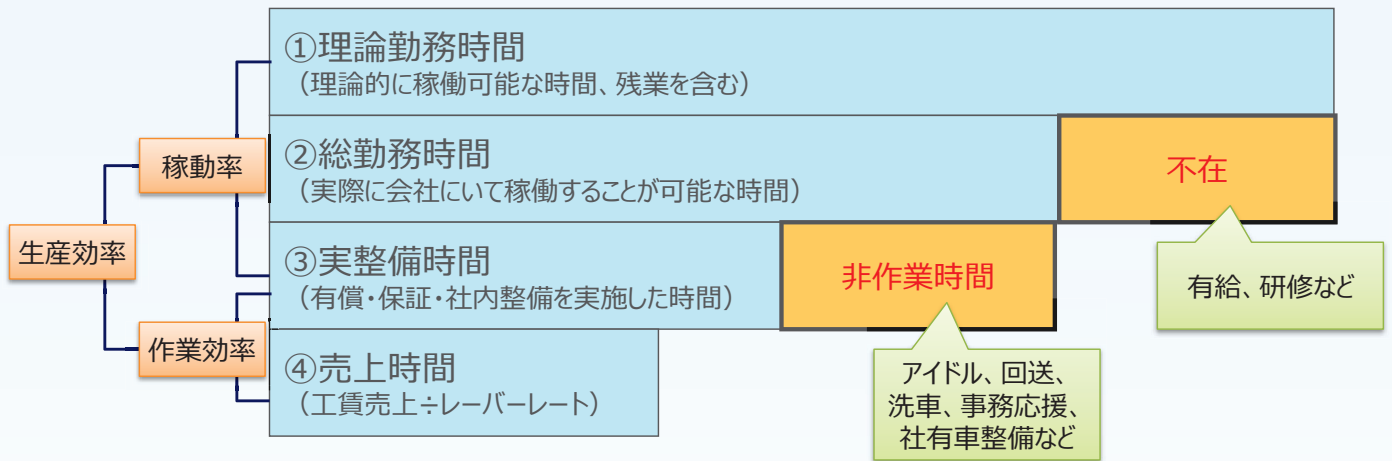 ①理論勤務時間
（理論的に稼働可能な時間、残業を含む）
②総勤務時間
（実際に会社にいて稼働することが可能な時間）
不在
稼動率
生産効率
③実整備時間
（有償・保証・社内整備を実施した時間）
非作業時間
有給、研修など
作業効率
④売上時間
（工賃売上÷レーバーレート）
アイドル、回送、
洗車、事務応援、
社有車整備など